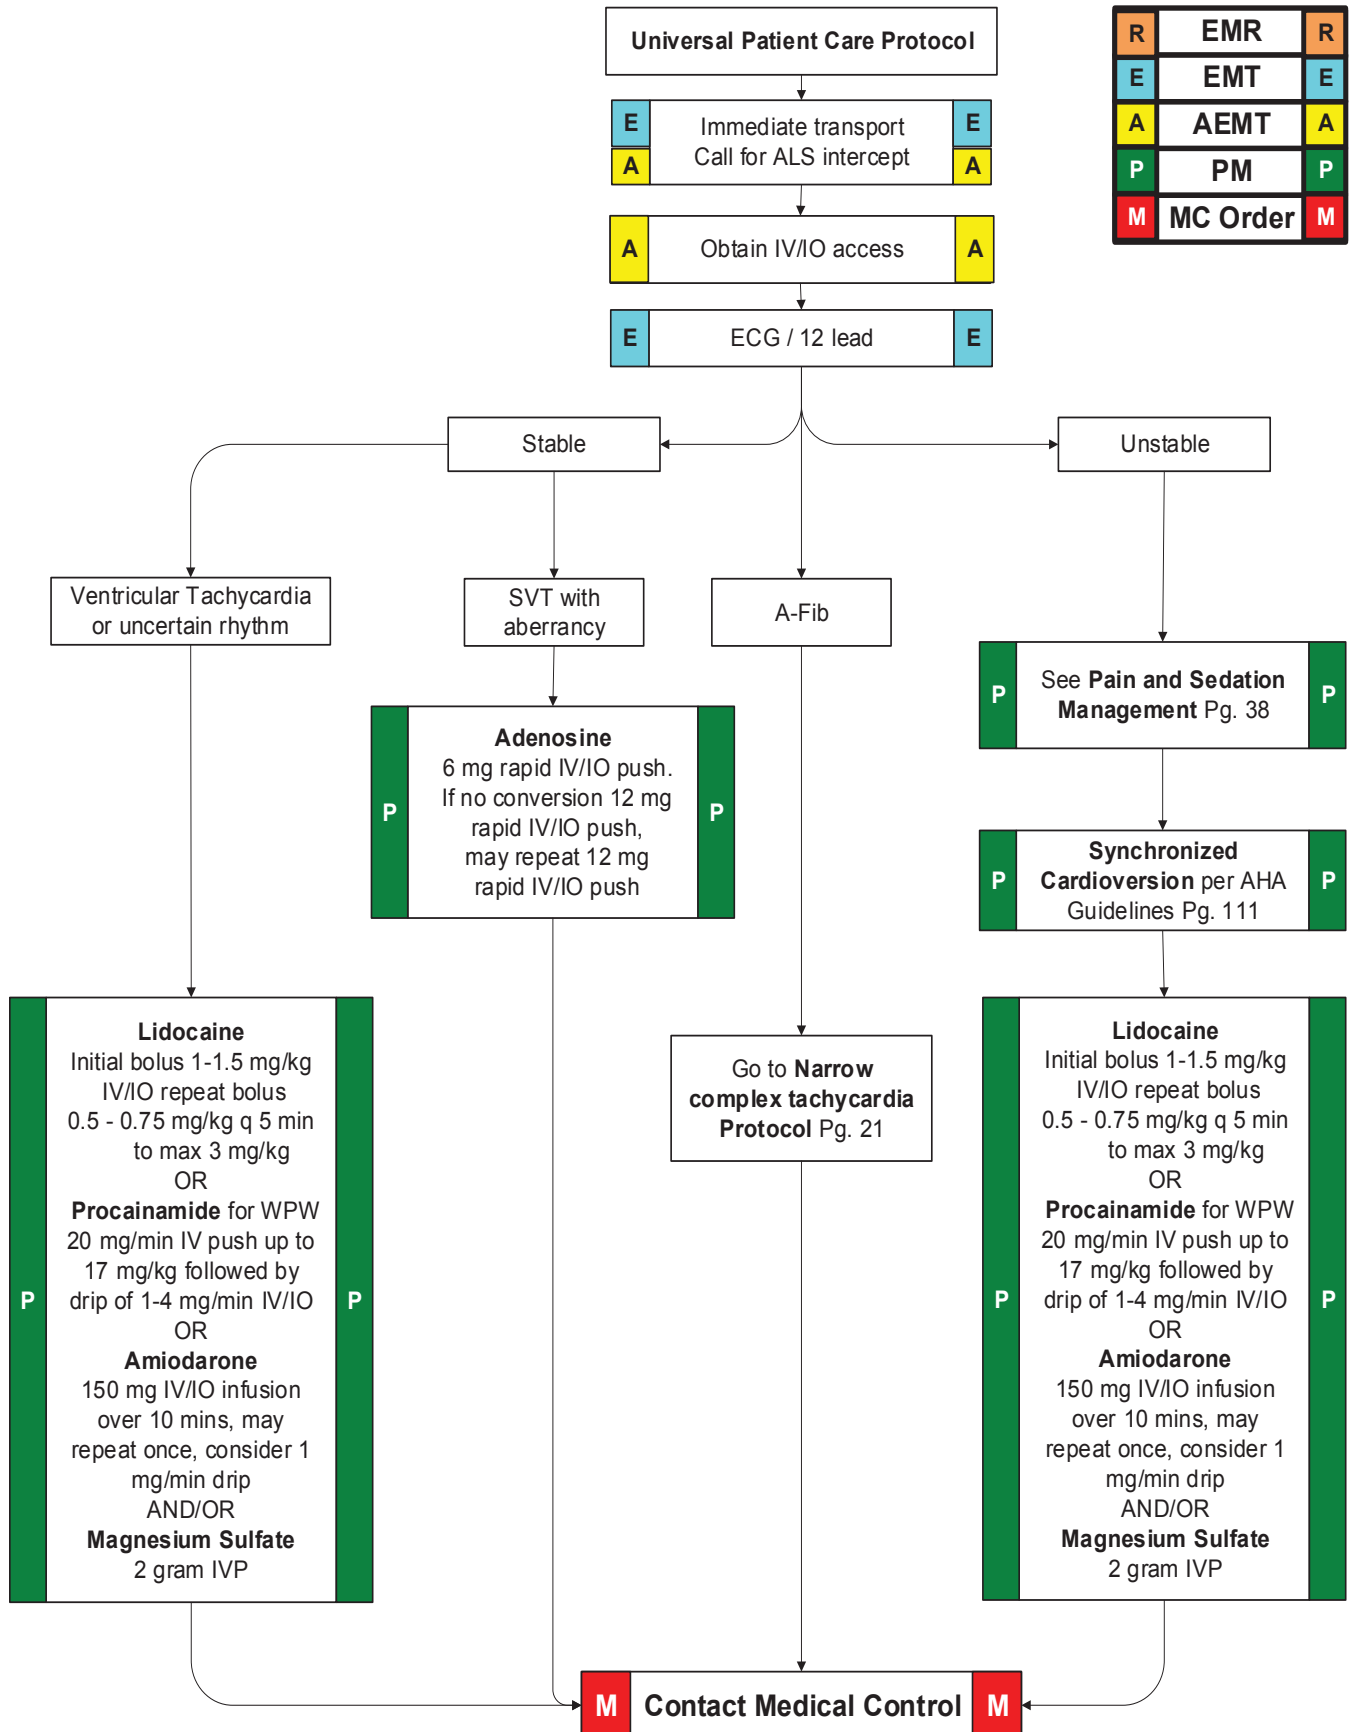 Universal Patient Care Protocol
R EMR R
E EMT E
A AEMT A
P PM P
M MC Order M
E Immediate transport E
A Call for ALS intercept A
A Obtain IV/IO access A
E ECG / 12 lead E
Stable
Unstable
Ventricular Tachycardia
or uncertain rhythm
SVT with
aberrancy
A-Fib
P See Pain and Sedation P
Management Pg. 38
Adenosine
6 mg rapid IV/IO push.
If no conversion 12 mg
P rapid IV/IO push, P
may repeat 12 mg
rapid IV/IO push
Synchronized
P Cardioversion per AHA P
Guidelines Pg. 111
Lidocaine
Initial bolus 1-1.5 mg/kg
IV/IO repeat bolus
0.5 - 0.75 mg/kg q 5 min
to max 3 mg/kg
OR
Procainamide for WPW
20 mg/min IV push up to
17 mg/kg followed by
P drip of 1-4 mg/min IV/IO P
OR
Amiodarone
150 mg IV/IO infusion
over 10 mins, may
repeat once, consider 1
mg/min drip
AND/OR
Magnesium Sulfate
2 gram IVP
Go to Narrow
complex tachycardia
Protocol Pg. 21
Lidocaine
Initial bolus 1-1.5 mg/kg
IV/IO repeat bolus
0.5 - 0.75 mg/kg q 5 min
to max 3 mg/kg
OR
Procainamide for WPW
20 mg/min IV push up to
17 mg/kg followed by
P drip of 1-4 mg/min IV/IO P
OR
Amiodarone
150 mg IV/IO infusion
over 10 mins, may
repeat once, consider 1
mg/min drip
AND/OR
Magnesium Sulfate
2 gram IVP
M Contact Medical Control M